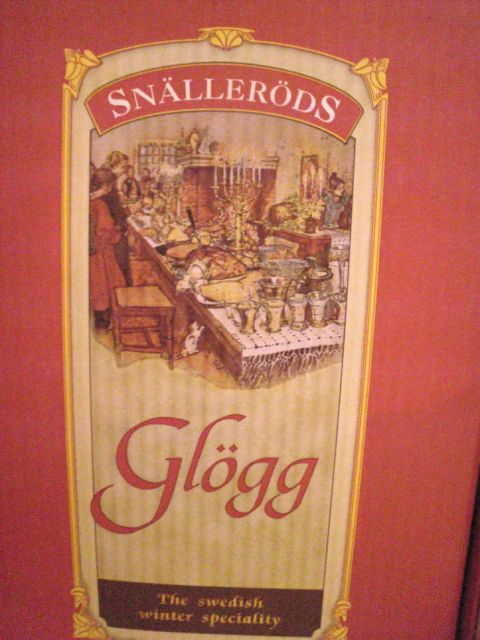 SNÄLLERÖDS
Glögg
The swedish
winter speciality